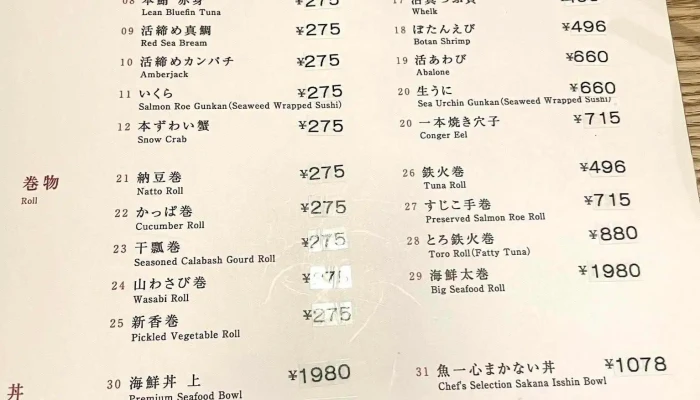 08 本鮪 赤身 ¥275
Lean Bluefin Tuna
09 活締め真鯛 ¥275
Red Sea Bream
10 活締めカンパチ ¥275
Amberjack
11 いくら ¥275
Salmon Roe Gunkan(Seaweed Wrapped Sushi)
12 本ずわい蟹 ¥275
Snow Crab
Whelk
18 ぼたんえび ¥496
Botan Shrimp
19 活あわび ¥660
Abalone
20 生うに ¥660
Sea Urchin Gunkan(Seaweed Wrapped Sushi)
20 一本焼き穴子 ¥715
Conger Eel
巻物
Roll
21 納豆巻 ¥275
Natto Roll
22 かっぱ巻 ¥275
Cucumber Roll
23 干瓢巻 ¥275
Seasoned Calabash Gourd Roll
24 山わさび巻 ¥275
Wasabi Roll
25 新香巻 ¥275
Pickled Vegetable Roll
26 鉄火巻 ¥496
Tuna Roll
27 すじこ手巻 ¥715
Preserved Salmon Roe Roll
28 とろ鉄火巻 ¥880
Toro Roll(Fatty Tuna)
29 海鮮太巻 ¥1980
Big Seafood Roll
丼
30 海鮮丼 上 ¥1980
Premium Seafood Bowl
31 魚一心まかない丼 ¥1078
Chef's Selection Sakana Isshin Bowl